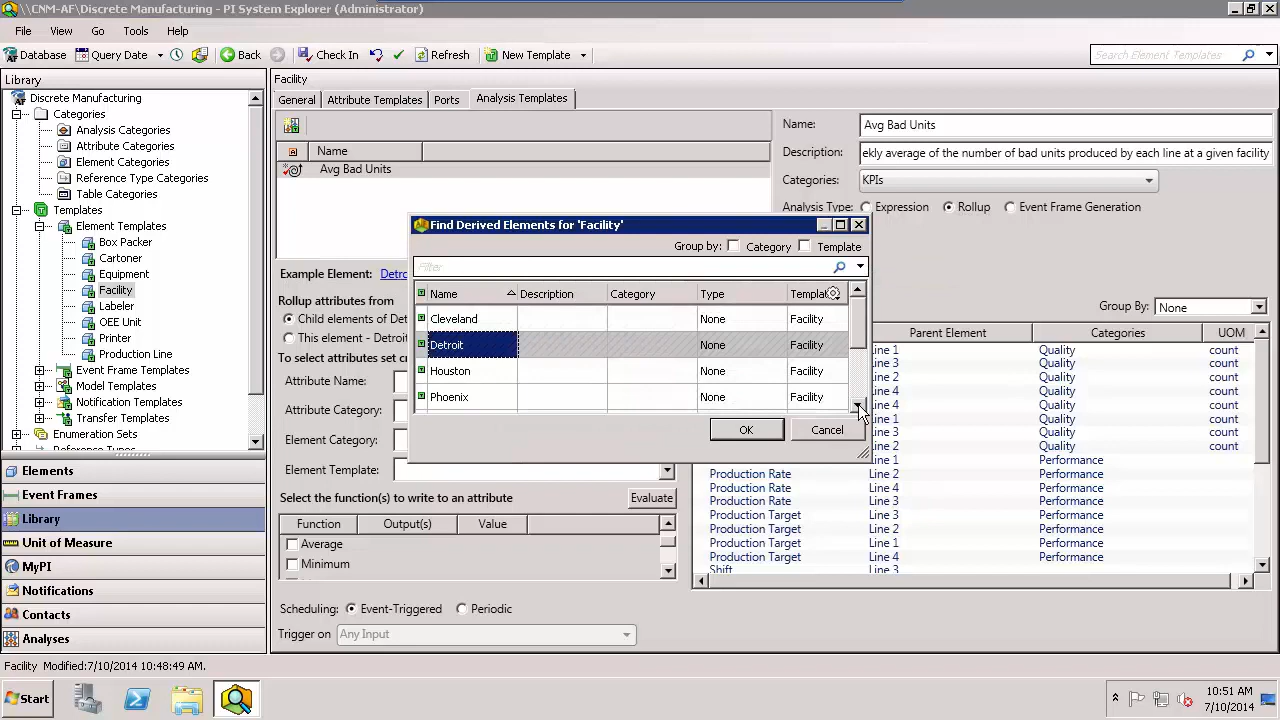 \\CNM-AF\Discrete Manufacturing - PI System Explorer (Administrator)
File View Go Tools Help
Database Query Date Back Check In Refresh New Template Search Element Templates
Library
Discrete Manufacturing
Categories
Analysis Categories
Attribute Categories
Element Categories
Reference Type Categories
Table Categories
Templates
Element Templates
Box Packer
Cartoner
Equipment
Facility
Labeler
OEE Unit
Printer
Production Line
Event Frame Templates
Model Templates
Notification Templates
Transfer Templates
Enumeration Sets
Reference Types
Elements
Event Frames
Library
Unit of Measure
MyPI
Notifications
Contacts
Analyses
Facility
General Attribute Templates Ports Analysis Templates
Name
Avg Bad Units
Name: Avg Bad Units
Description: ekly average of the number of bad units produced by each line at a given facility
Categories: KPIs
Analysis Type: Expression Rollup Event Frame Generation
Example Element: Detro
Rollup attributes from
Child elements of Det
This element - Detroit
To select attributes set cr
Attribute Name:
Attribute Category:
Element Category:
Element Template:
Select the function(s) to write to an attribute Evaluate
Function Output(s) Value
Average
Minimum
Scheduling: Event-Triggered Periodic
Trigger on Any Input
Find Derived Elements for 'Facility'
Group by: Category Template
Filter
Name Description Category Type Templat
Cleveland None Facility
Detroit None Facility
Houston None Facility
Phoenix None Facility
OK Cancel
Group By: None
Parent Element Categories UOM
Line 1 Quality count
Line 3 Quality count
Line 2 Quality count
Line 4 Quality count
Line 4 Quality count
Line 1 Quality count
Line 3 Quality count
Line 2 Quality count
Line 1 Performance
Production Rate Line 2 Performance
Production Rate Line 4 Performance
Production Rate Line 3 Performance
Production Target Line 3 Performance
Production Target Line 2 Performance
Production Target Line 1 Performance
Production Target Line 4 Performance
Shift Line 3
Facility Modified:7/10/2014 10:48:49 AM.
Start
10:51 AM
7/10/2014